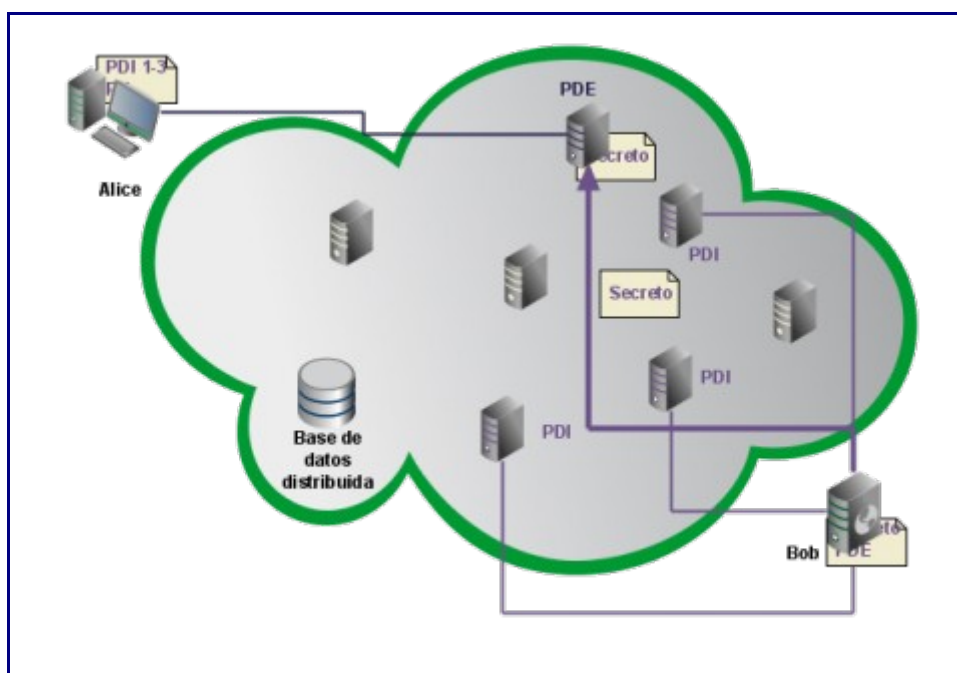 PDI 1-3
PDE
Secreto
Alice
PDI
Secreto
PDI
PDI
Base de
datos
distribuida
Bob
PDE